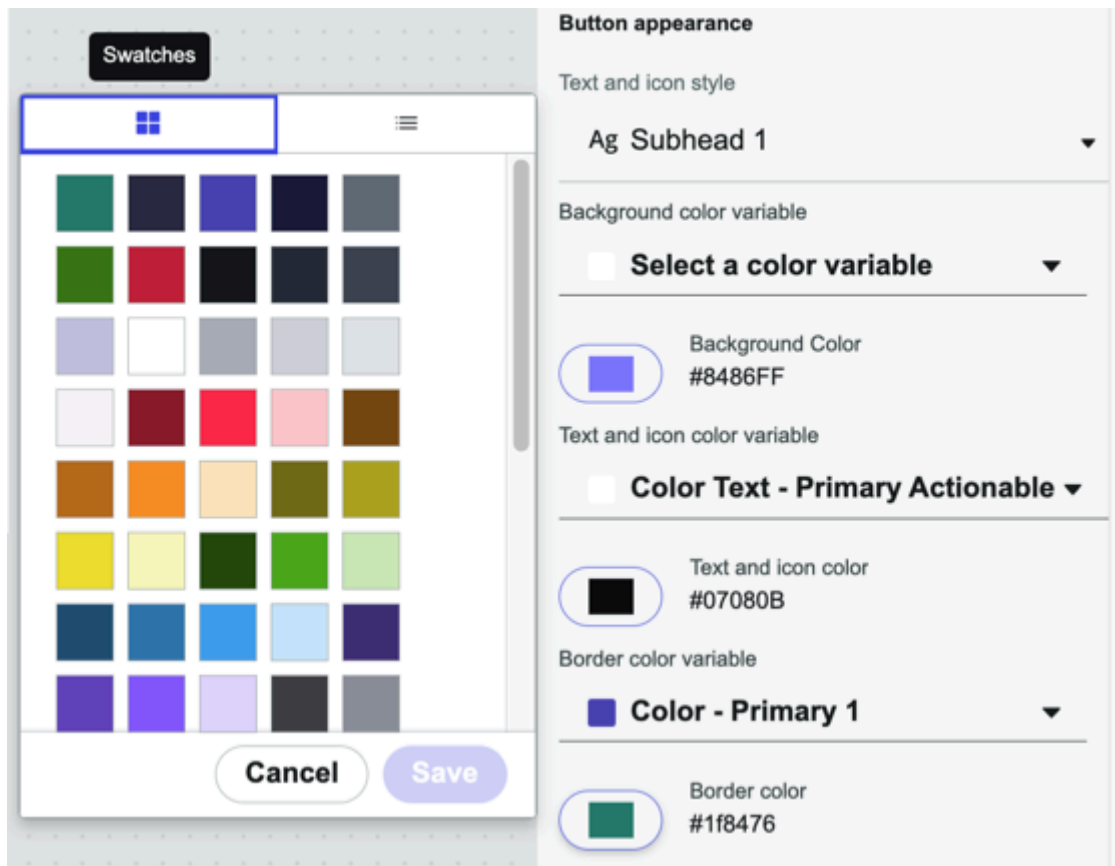 Swatches
Cancel
Save
Button appearance
Text and icon style
Ag Subhead 1
Background color variable
Select a color variable
Background Color
#8486FF
Text and icon color variable
Color Text - Primary Actionable
Text and icon color
#07080B
Border color variable
Color - Primary 1
Border color
#1f8476